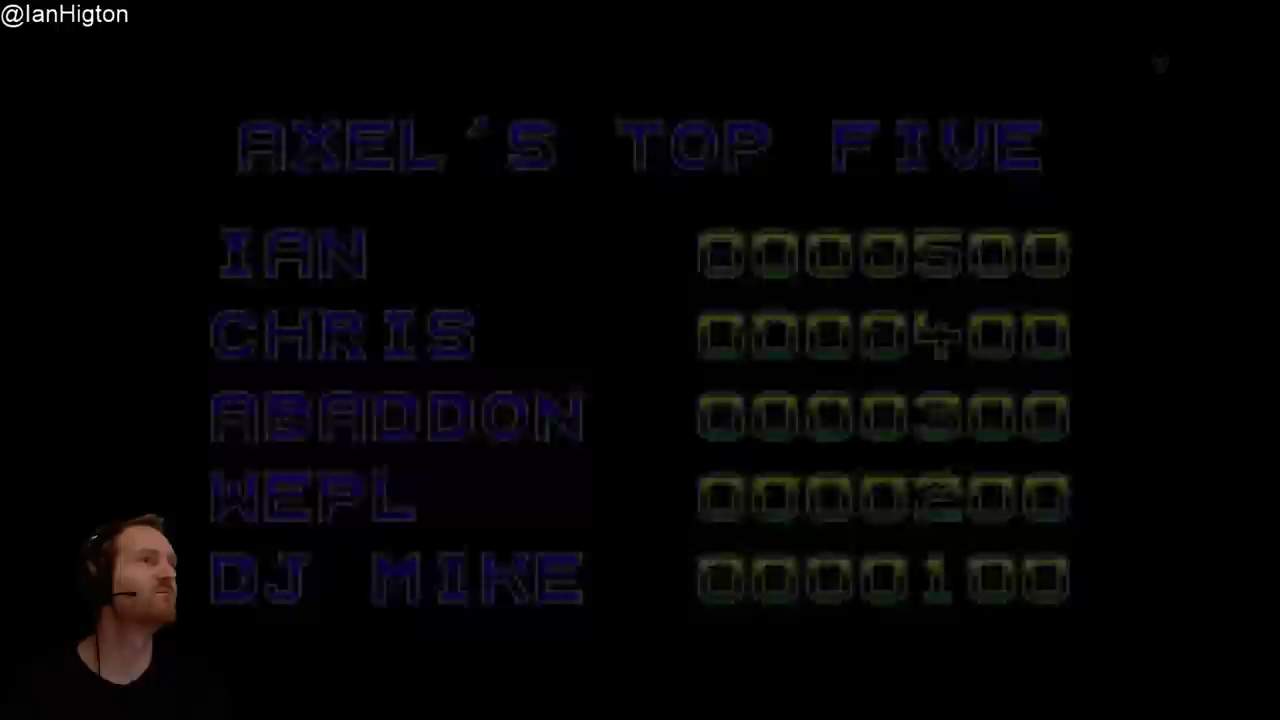 @IanHigton
AXEL'S TOP FIVE
IAN 0000500
CHRIS 0000400
ABADDON 0000300
WEPL 0000200
DJ MIKE 0000100